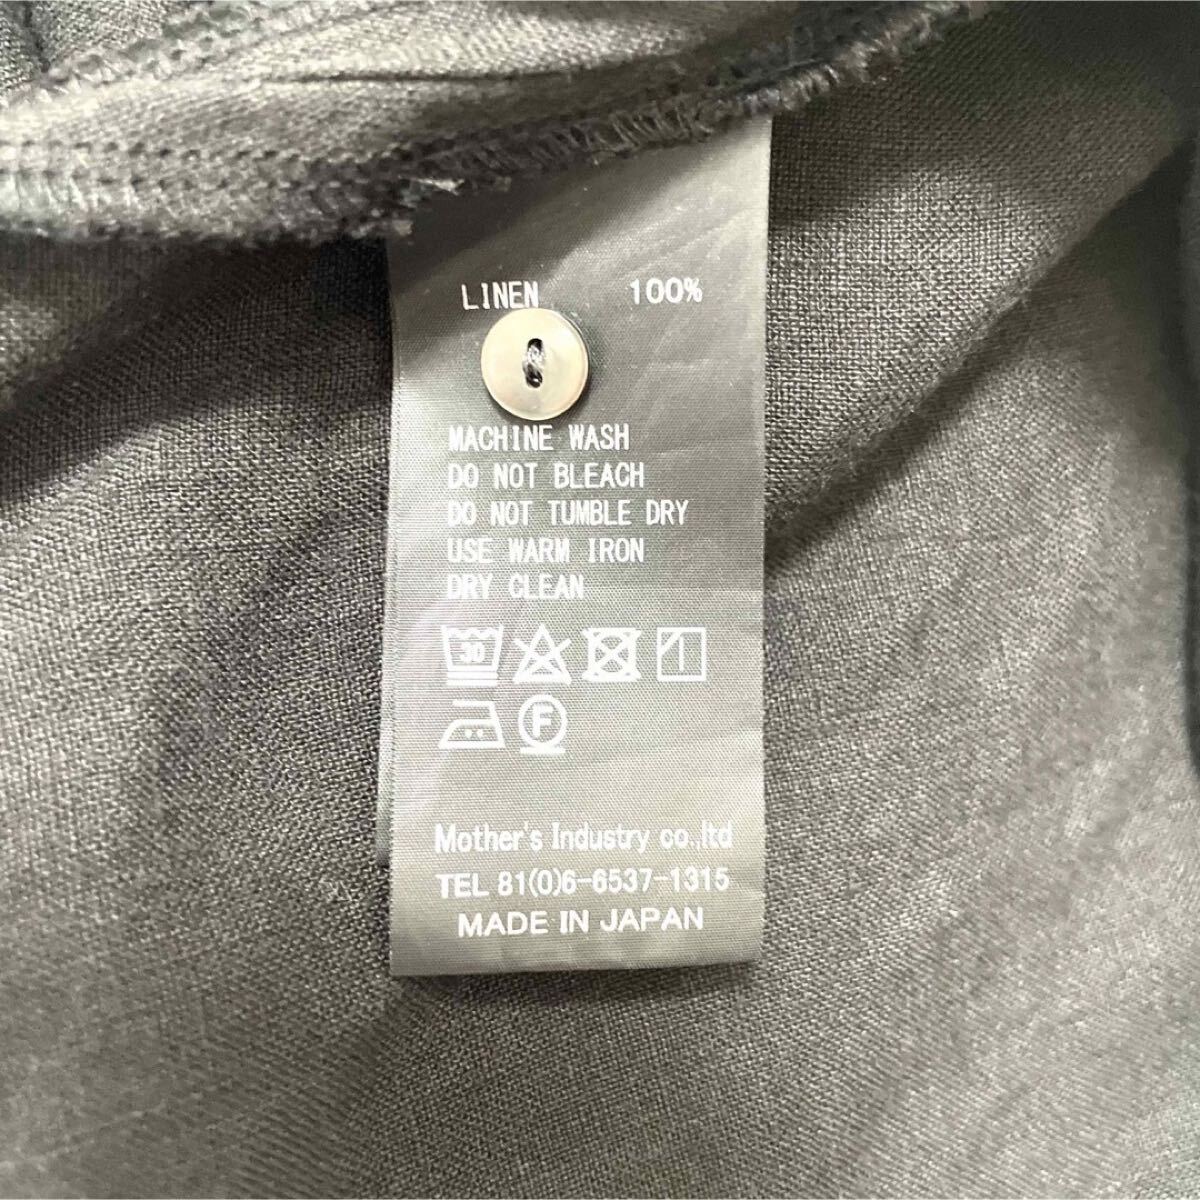 LINEN 100%
MACHINE WASH
DO NOT BLEACH
DO NOT TUMBLE DRY
USE WARM IRON
DRY CLEAN
30
F
Mother's Industry co.,ltd
TEL 81(0)6-6537-1315
MADE IN JAPAN